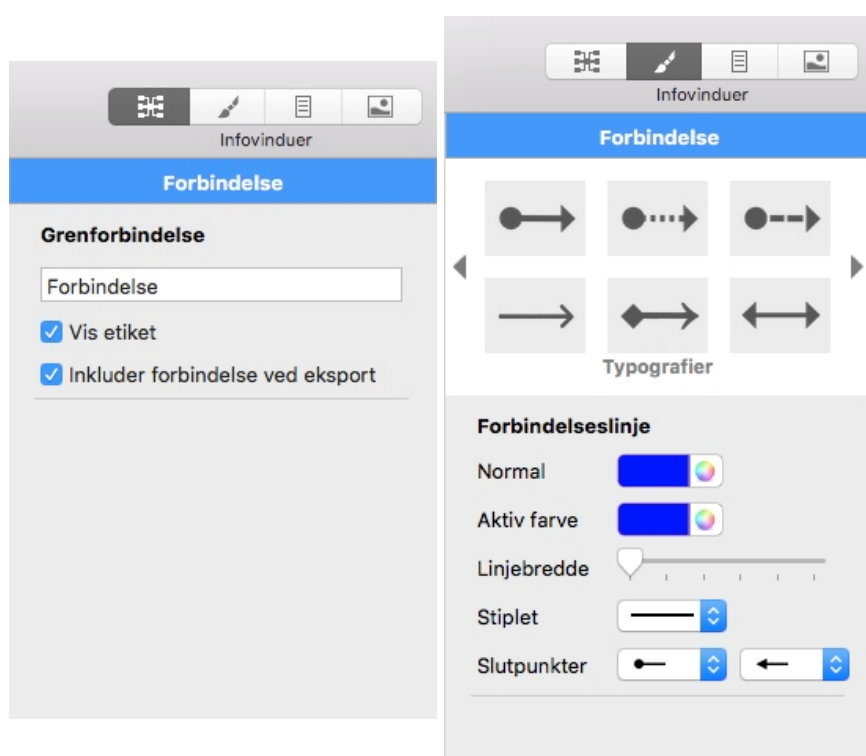 Infovinduer
Forbindelse
Grenforbindelse
Forbindelse
Vis etiket
Inkluder forbindelse ved eksport
Infovinduer
Forbindelse
Typografier
Forbindelseslinje
Normal
Aktiv farve
Linjebredde
Stiplet
Slutpunkter